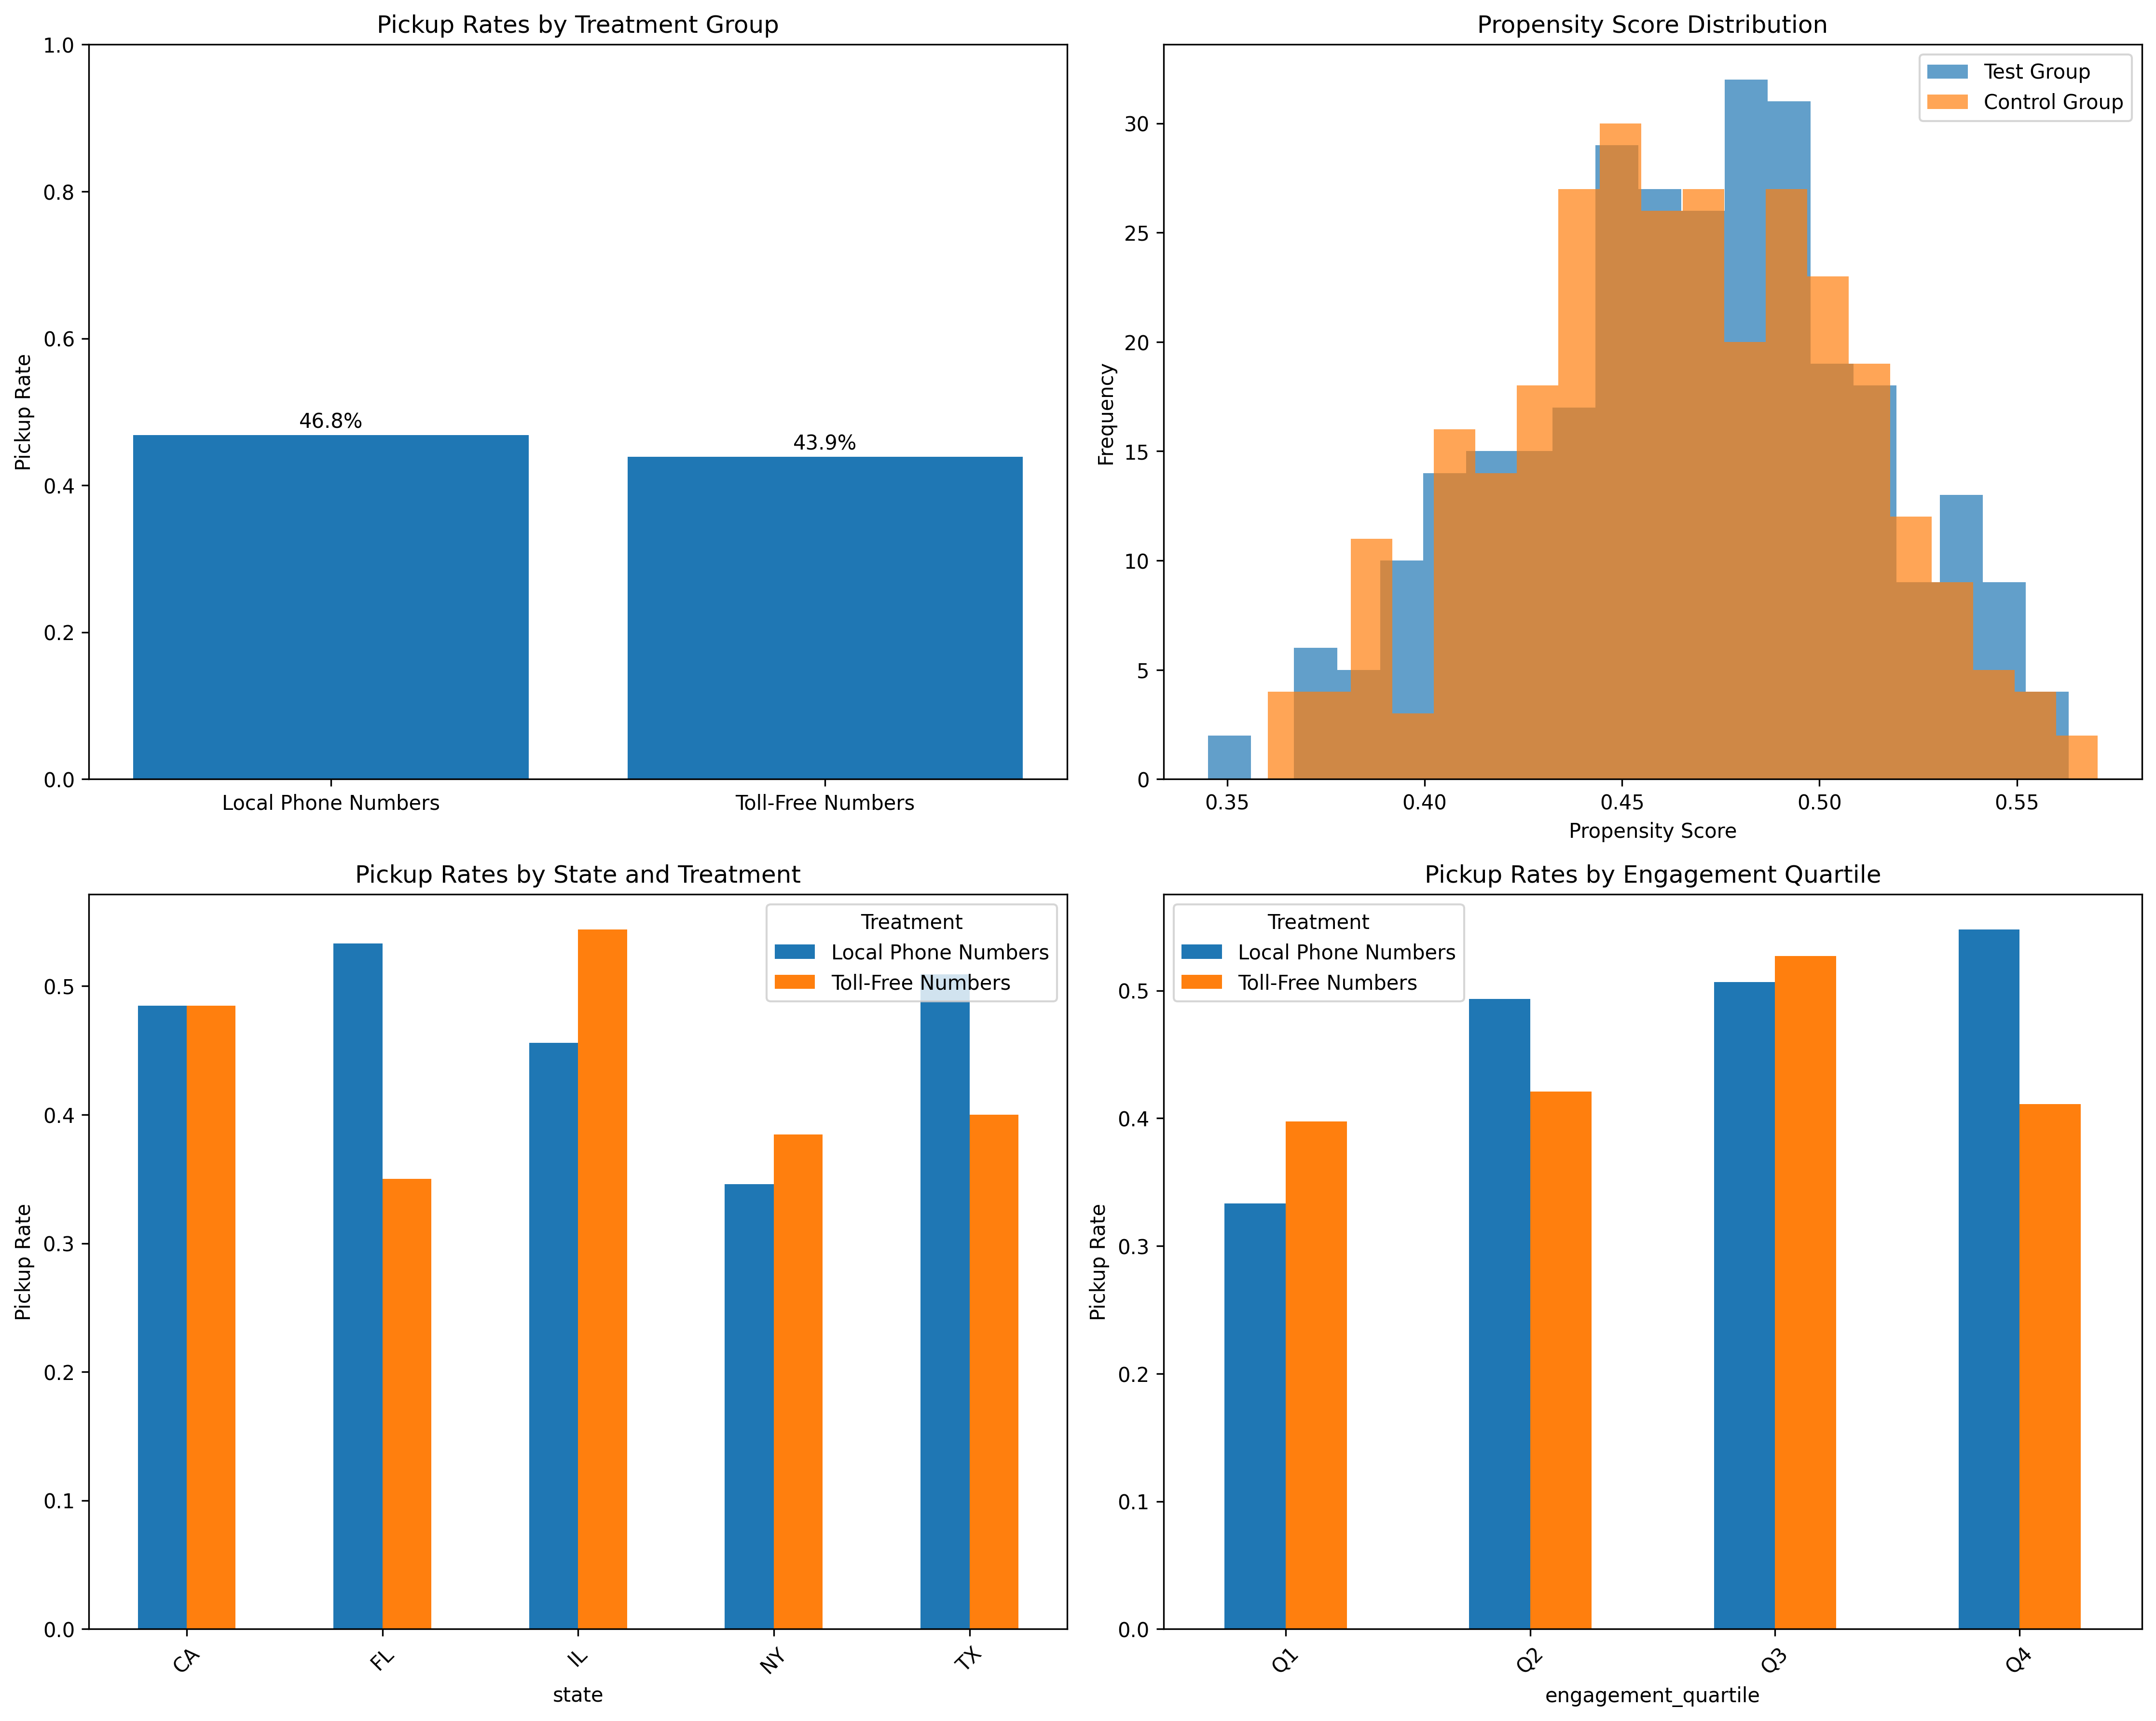 Pickup Rates by Treatment Group
1.0
0.8
0.6
0.4
0.2
0.0
Pickup Rate
46.8%
43.9%
Local Phone Numbers
Toll-Free Numbers
Propensity Score Distribution
Test Group
Control Group
30
25
20
15
10
5
0
Frequency
0.35
0.40
0.45
0.50
0.55
Propensity Score
Pickup Rates by State and Treatment
Treatment
Local Phone Numbers
Toll-Free Numbers
0.5
0.4
0.3
0.2
0.1
0.0
Pickup Rate
CA
FL
IL
NY
TX
state
Pickup Rates by Engagement Quartile
Treatment
Local Phone Numbers
Toll-Free Numbers
0.5
0.4
0.3
0.2
0.1
0.0
Pickup Rate
Q1
Q2
Q3
Q4
engagement_quartile